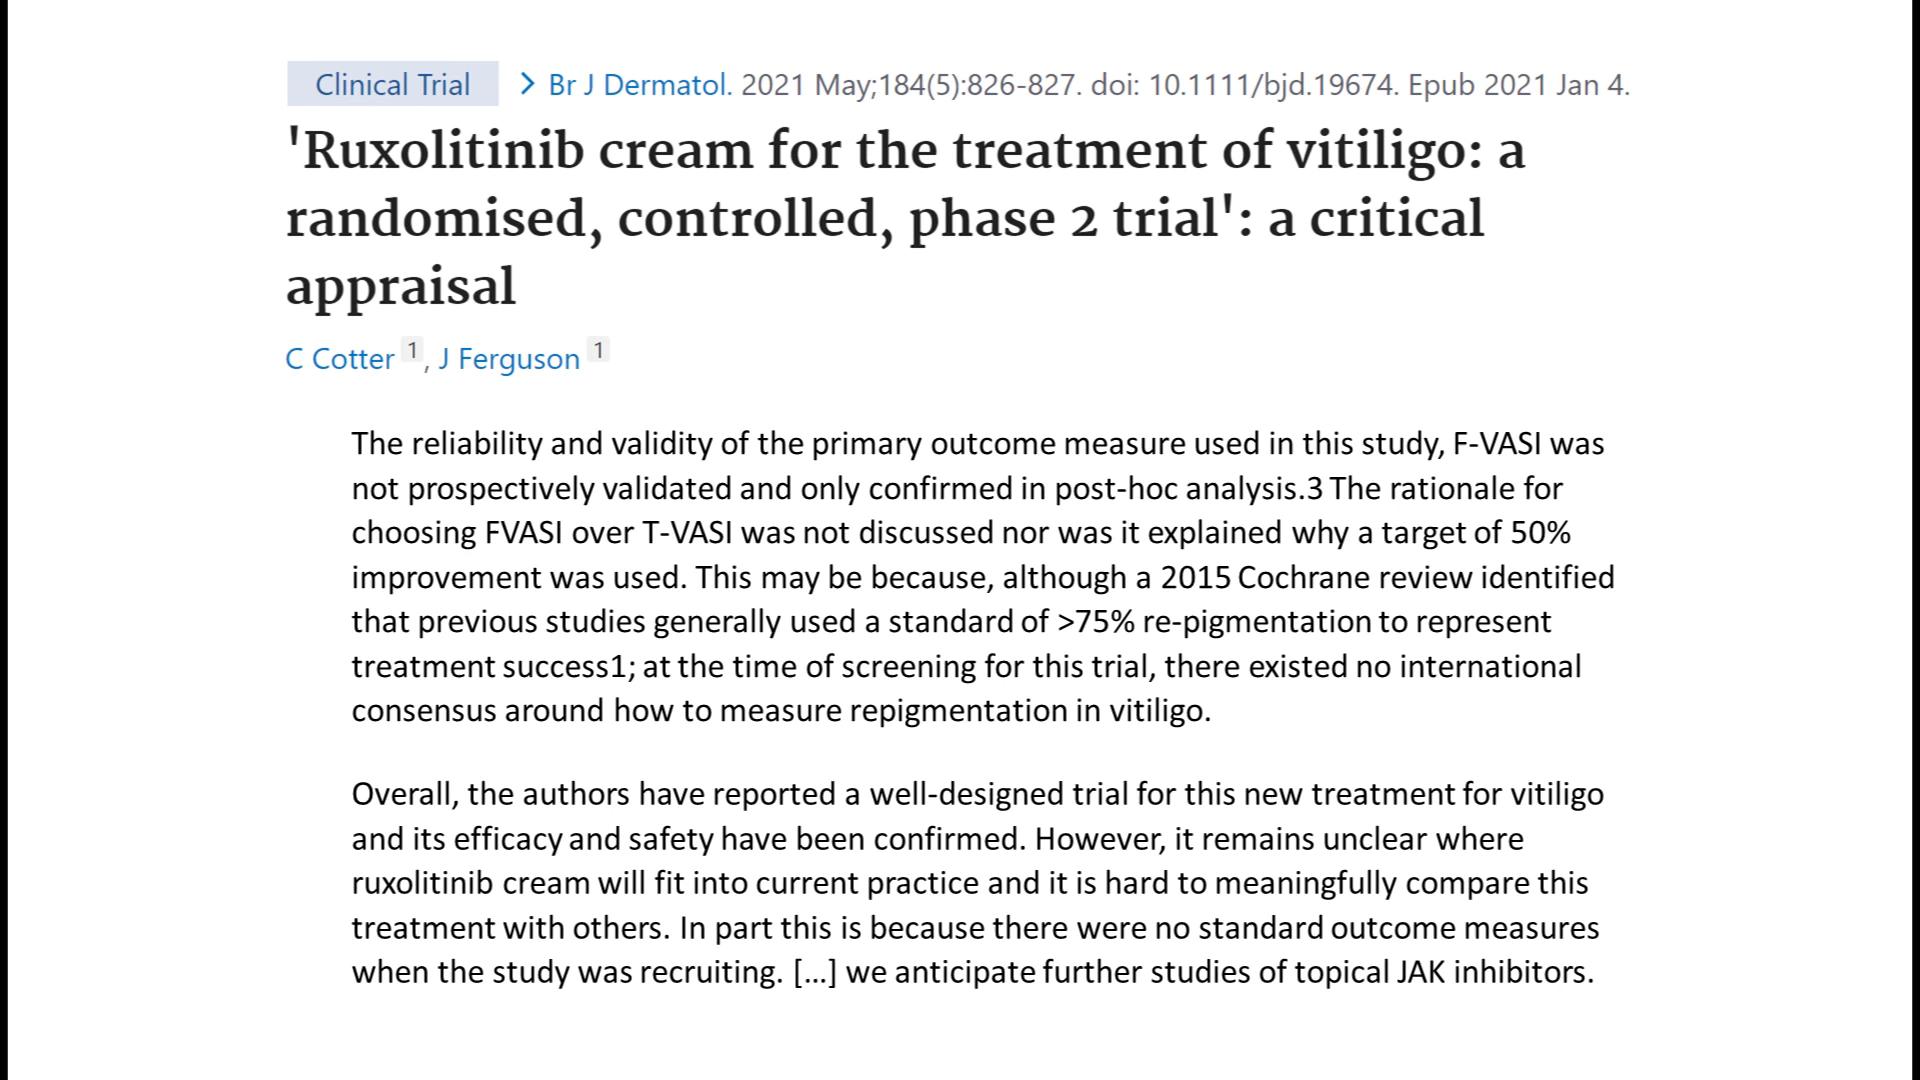 Clinical Trial > Br J Dermatol. 2021 May;184(5):826-827. doi: 10.1111/bjd.19674. Epub 2021 Jan 4.
'Ruxolitinib cream for the treatment of vitiligo: a
randomised, controlled, phase 2 trial': a critical
appraisal
C Cotter 1, J Ferguson 1
The reliability and validity of the primary outcome measure used in this study, F-VASI was
not prospectively validated and only confirmed in post-hoc analysis.3 The rationale for
choosing FVASI over T-VASI was not discussed nor was it explained why a target of 50%
improvement was used. This may be because, although a 2015 Cochrane review identified
that previous studies generally used a standard of >75% re-pigmentation to represent
treatment success1; at the time of screening for this trial, there existed no international
consensus around how to measure repigmentation in vitiligo.
Overall, the authors have reported a well-designed trial for this new treatment for vitiligo
and its efficacy and safety have been confirmed. However, it remains unclear where
ruxolitinib cream will fit into current practice and it is hard to meaningfully compare this
treatment with others. In part this is because there were no standard outcome measures
when the study was recruiting. [...] we anticipate further studies of topical JAK inhibitors.